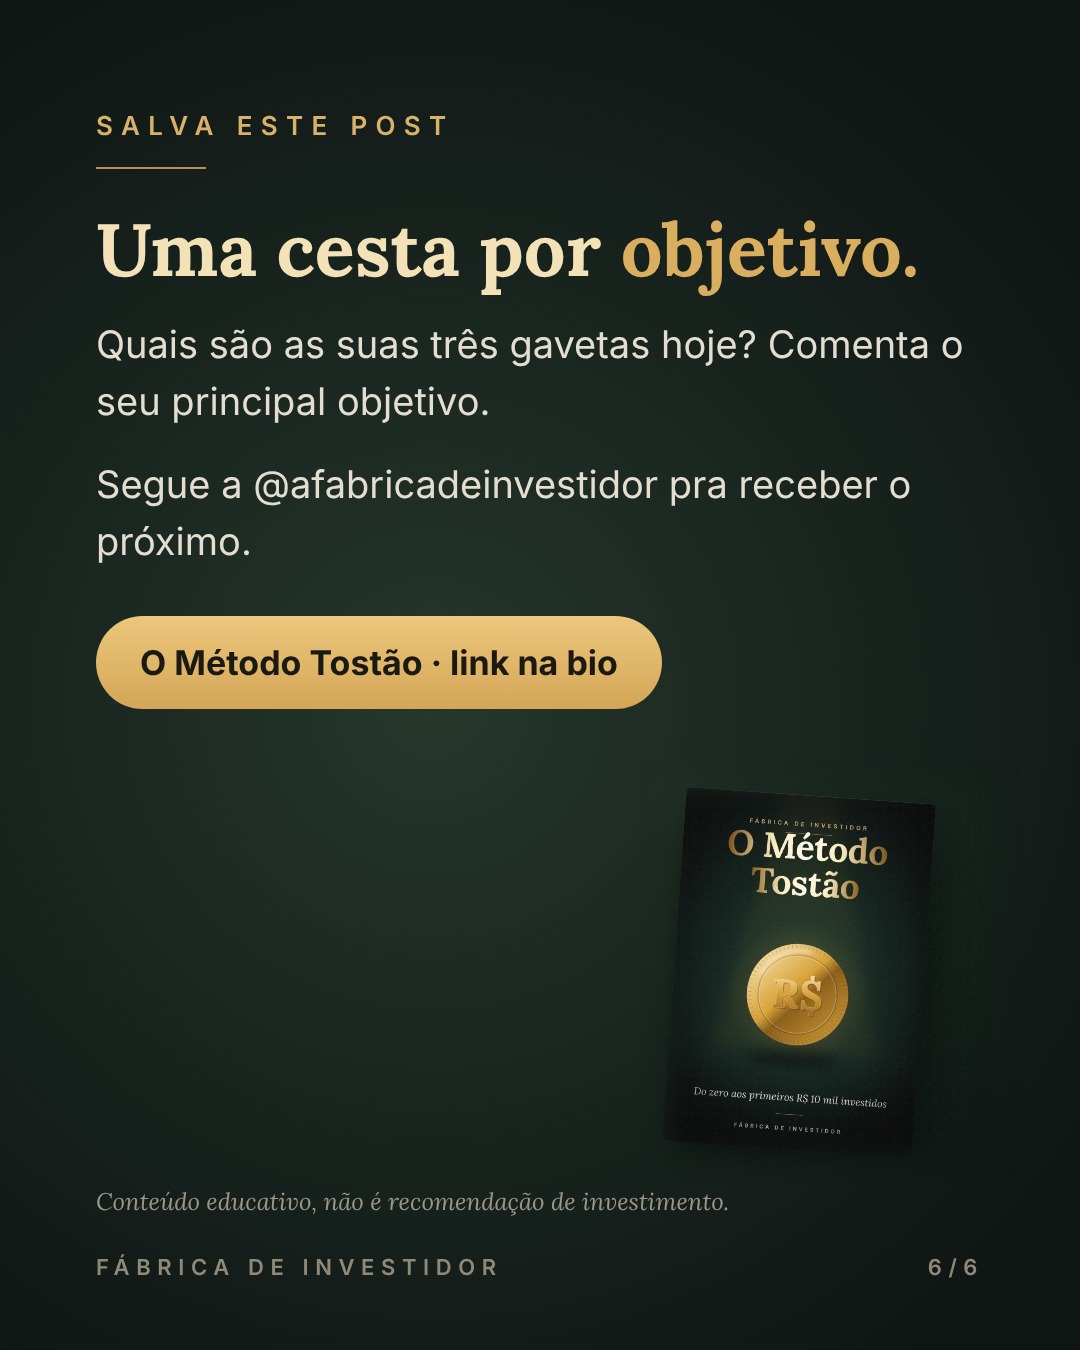 SALVA ESTE POST
Uma cesta por objetivo.
Quais são as suas três gavetas hoje? Comenta o
seu principal objetivo.
Segue a @afabricadeinvestidor pra receber o
próximo.
O Método Tostão · link na bio
FÁBRICA DE INVESTIDOR
O Método
Tostão
R$
Do zero aos primeiros R$ 10 mil investidos
FÁBRICA DE INVESTIDOR
Conteúdo educativo, não é recomendação de investimento.
FÁBRICA DE INVESTIDOR
6/6